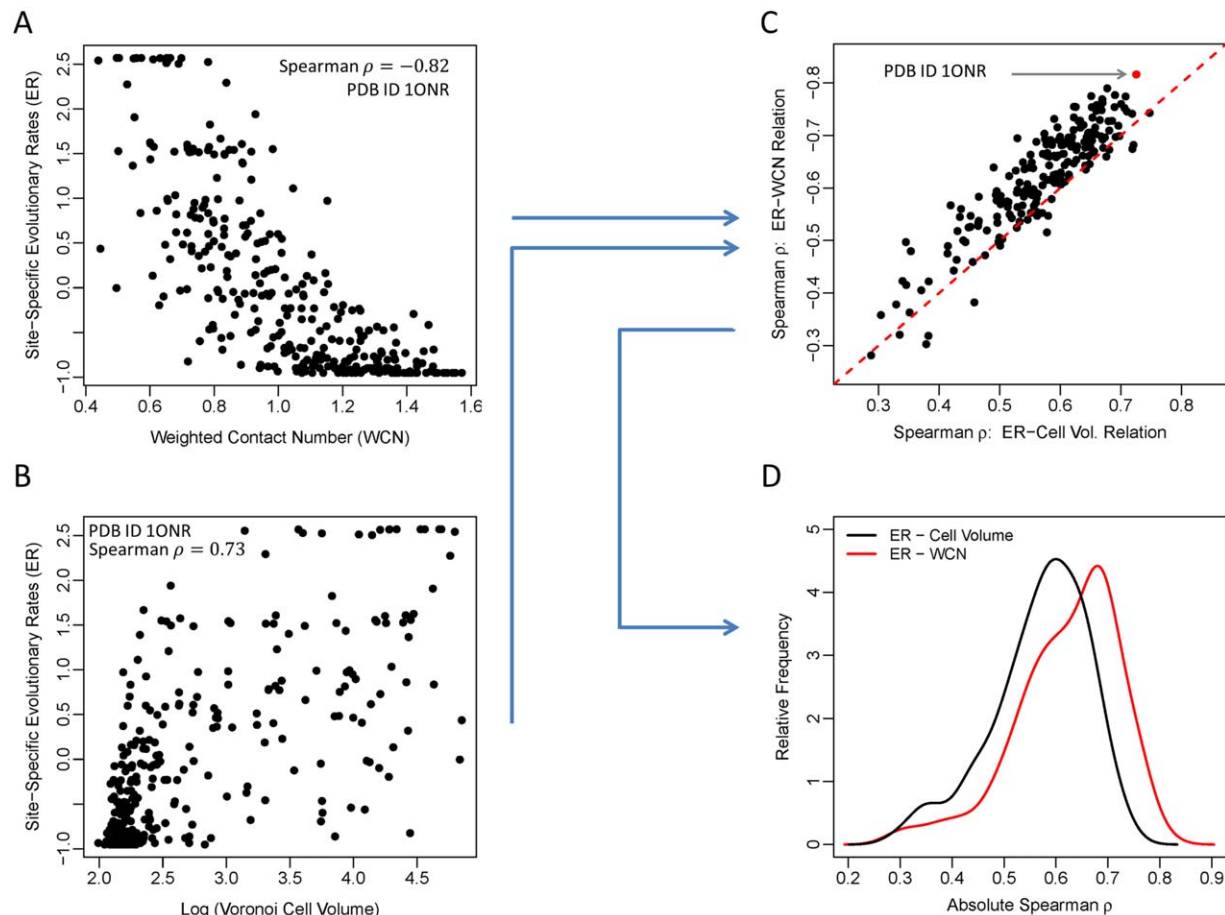 A
Site−Specific Evolutionary Rates (ER)
2.5
2.0
1.5
1.0
0.5
0.0
−1.0
Spearman ρ = −0.82
PDB ID 1ONR
0.4 0.6 0.8 1.0 1.2 1.4 1.6
Weighted Contact Number (WCN)
B
Site−Specific Evolutionary Rates (ER)
2.5
2.0
1.5
1.0
0.5
0.0
−1.0
PDB ID 1ONR
Spearman ρ = 0.73
2.0 2.5 3.0 3.5 4.0 4.5
Log (Voronoi Cell Volume)
C
Spearman ρ: ER−WCN Relation
−0.8
−0.7
−0.6
−0.5
−0.4
−0.3
PDB ID 1ONR
0.3 0.4 0.5 0.6 0.7 0.8
Spearman ρ: ER−Cell Vol. Relation
D
Relative Frequency
5
4
3
2
1
0
ER − Cell Volume
ER − WCN
0.2 0.3 0.4 0.5 0.6 0.7 0.8 0.9
Absolute Spearman ρ